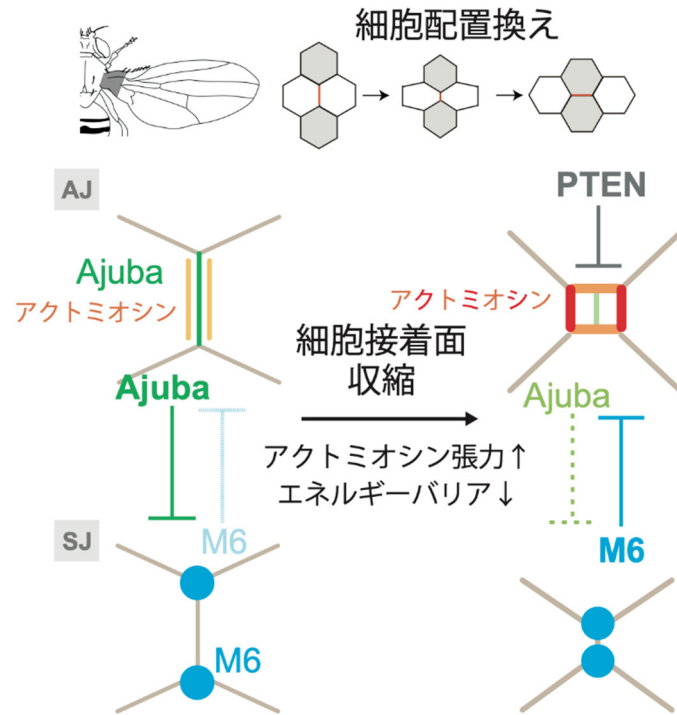 細胞配置換え
AJ
PTEN
Ajuba
アクトミオシン
アクトミオシン
細胞接着面
収縮
Ajuba
Ajuba
アクトミオシン張力↑
エネルギーバリア↓
SJ
M6
M6
M6